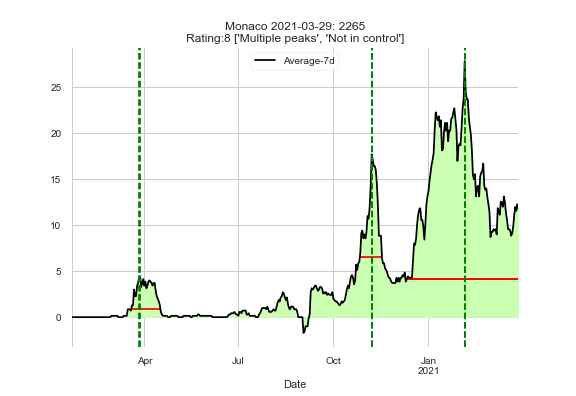 Monaco 2021-03-29: 2265
Rating:8 ['Multiple peaks', 'Not in control']
Average-7d
25
20
15
10
5
0
Apr
Jul
Oct
Jan
2021
Date